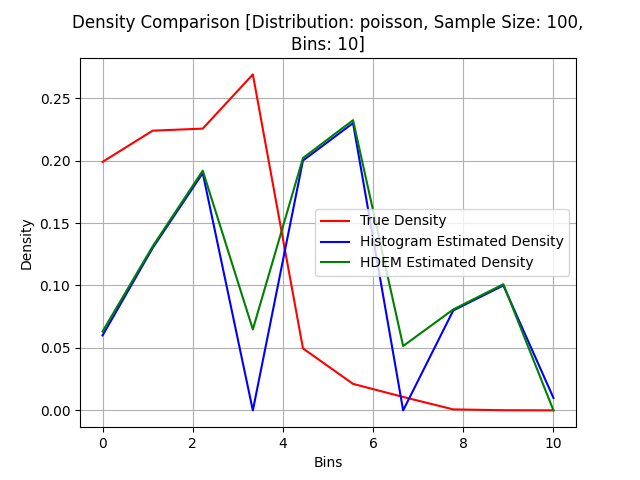 Density Comparison [Distribution: poisson, Sample Size: 100,
Bins: 10]
Density
0.25
0.20
0.15
0.10
0.05
0.00
True Density
Histogram Estimated Density
HDEM Estimated Density
0 2 4 6 8 10
Bins